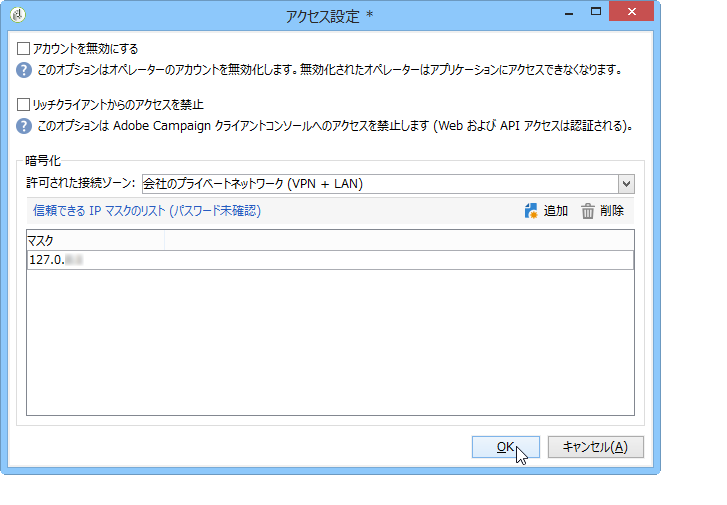 アクセス設定 *
アカウントを無効にする
このオプションはオペレーターのアカウントを無効化します。無効化されたオペレーターはアプリケーションにアクセスできなくなります。
リッチクライアントからのアクセスを禁止
このオプションは Adobe Campaign クライアントコンソールへのアクセスを禁止します (Web および API アクセスは認証される)。
暗号化
許可された接続ゾーン: 会社のプライベートネットワーク (VPN + LAN)
信頼できる IP マスクのリスト (パスワード未確認) 追加 削除
マスク
127.0.
OK キャンセル(A)